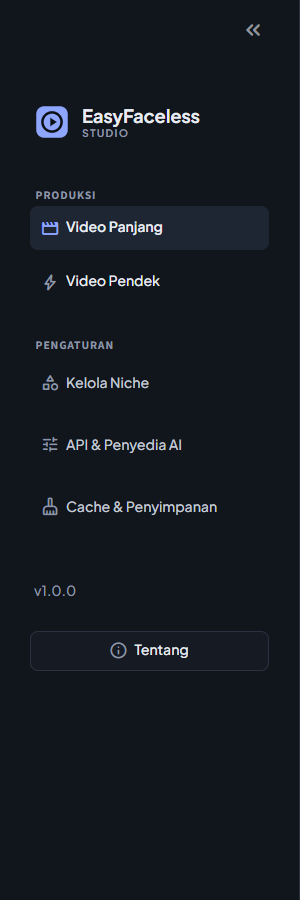 EasyFaceless
STUDIO
PRODUKSI
Video Panjang
Video Pendek
PENGATURAN
Kelola Niche
API & Penyedia AI
Cache & Penyimpanan
v1.0.0
Tentang